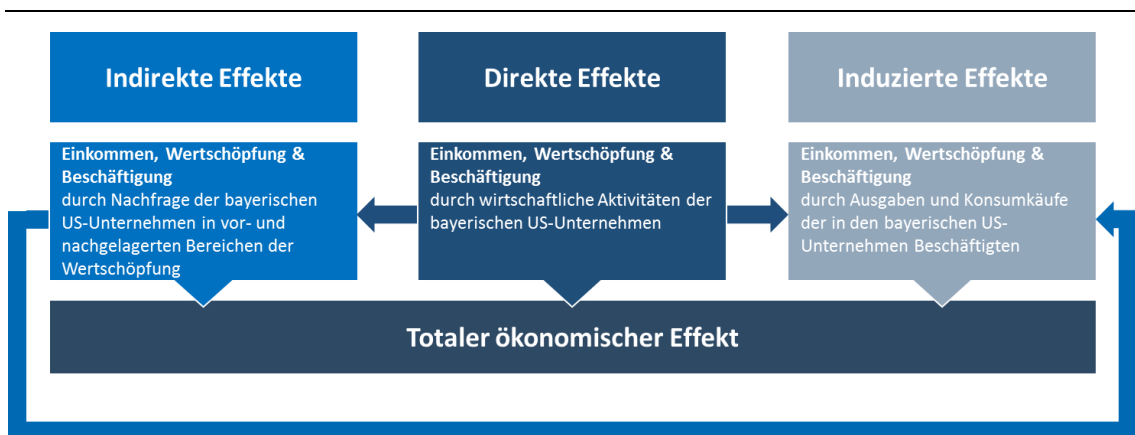 Indirekte Effekte
Einkommen, Wertschöpfung &
Beschäftigung
durch Nachfrage der bayerischen
US-Unternehmen in vor- und
nachgelagerten Bereichen der
Wertschöpfung
Direkte Effekte
Einkommen, Wertschöpfung &
Beschäftigung
durch wirtschaftliche Aktivitäten der
bayerischen US-Unternehmen
Induzierte Effekte
Einkommen, Wertschöpfung &
Beschäftigung
durch Ausgaben und Konsumkäufe
der in den bayerischen US-
Unternehmen Beschäftigten
Totaler ökonomischer Effekt